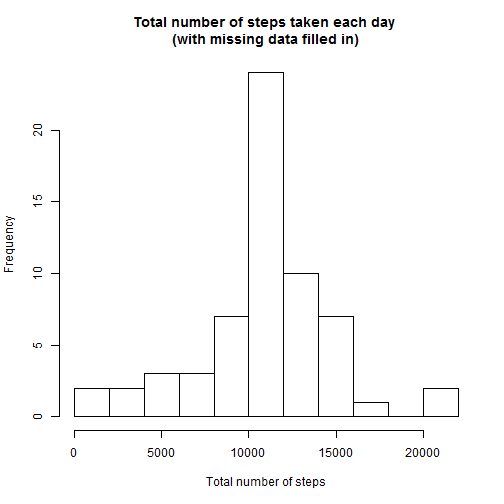 Total number of steps taken each day
(with missing data filled in)
Frequency
20
15
10
5
0
0 5000 10000 15000 20000
Total number of steps